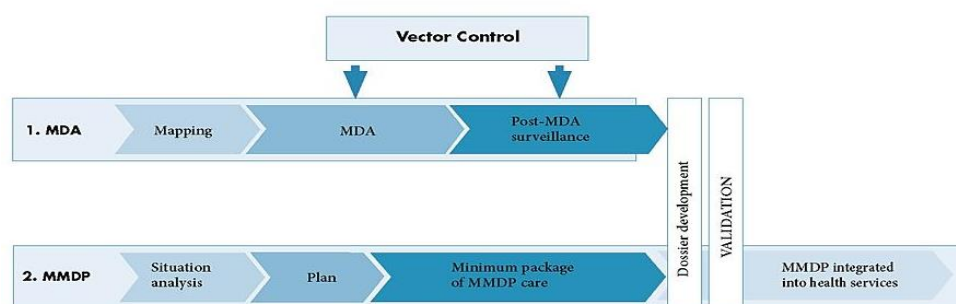 Vector Control
1. MDA
Mapping
MDA
Post-MDA
surveillance
Dossier development
VALIDATION
2. MMDP
Situation
analysis
Plan
Minimum package
of MMDP care
MMDP integrated
into health services